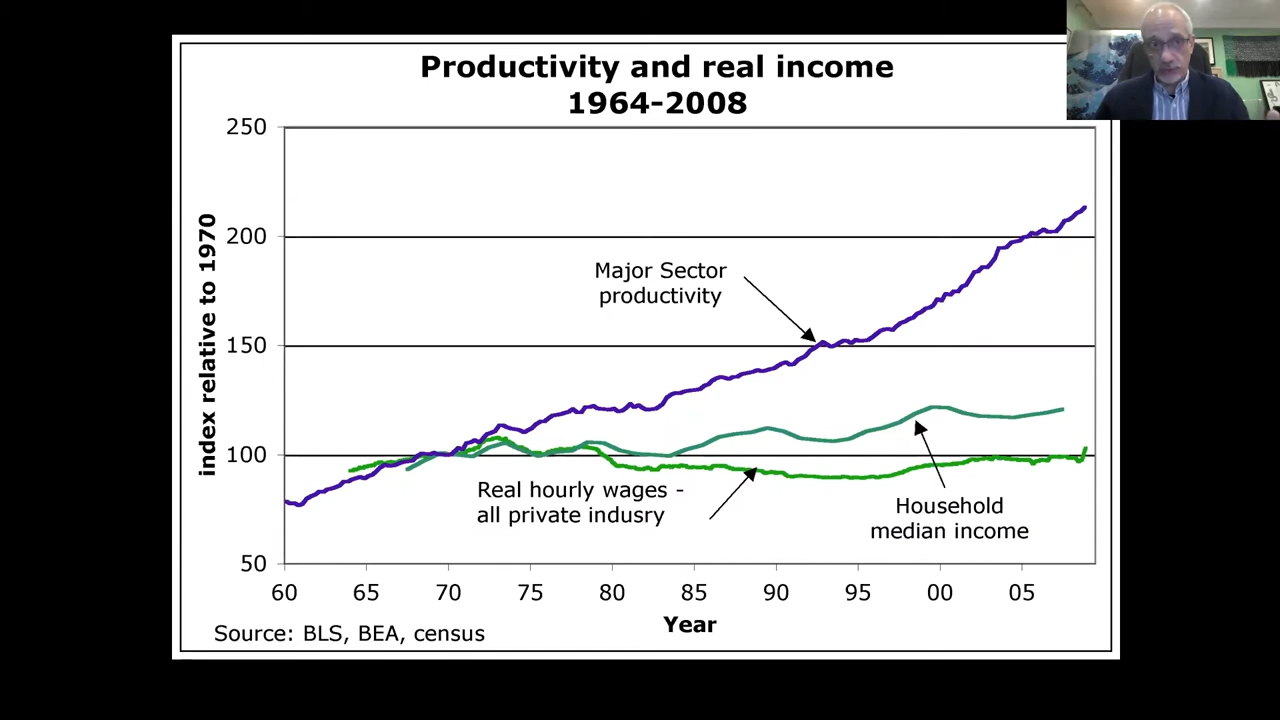 Productivity and real income
1964-2008
250
200
150
100
50
index relative to 1970
Major Sector
productivity
Real hourly wages -
all private indusry
Household
median income
60 65 70 75 80 85 90 95 00 05
Year
Source: BLS, BEA, census